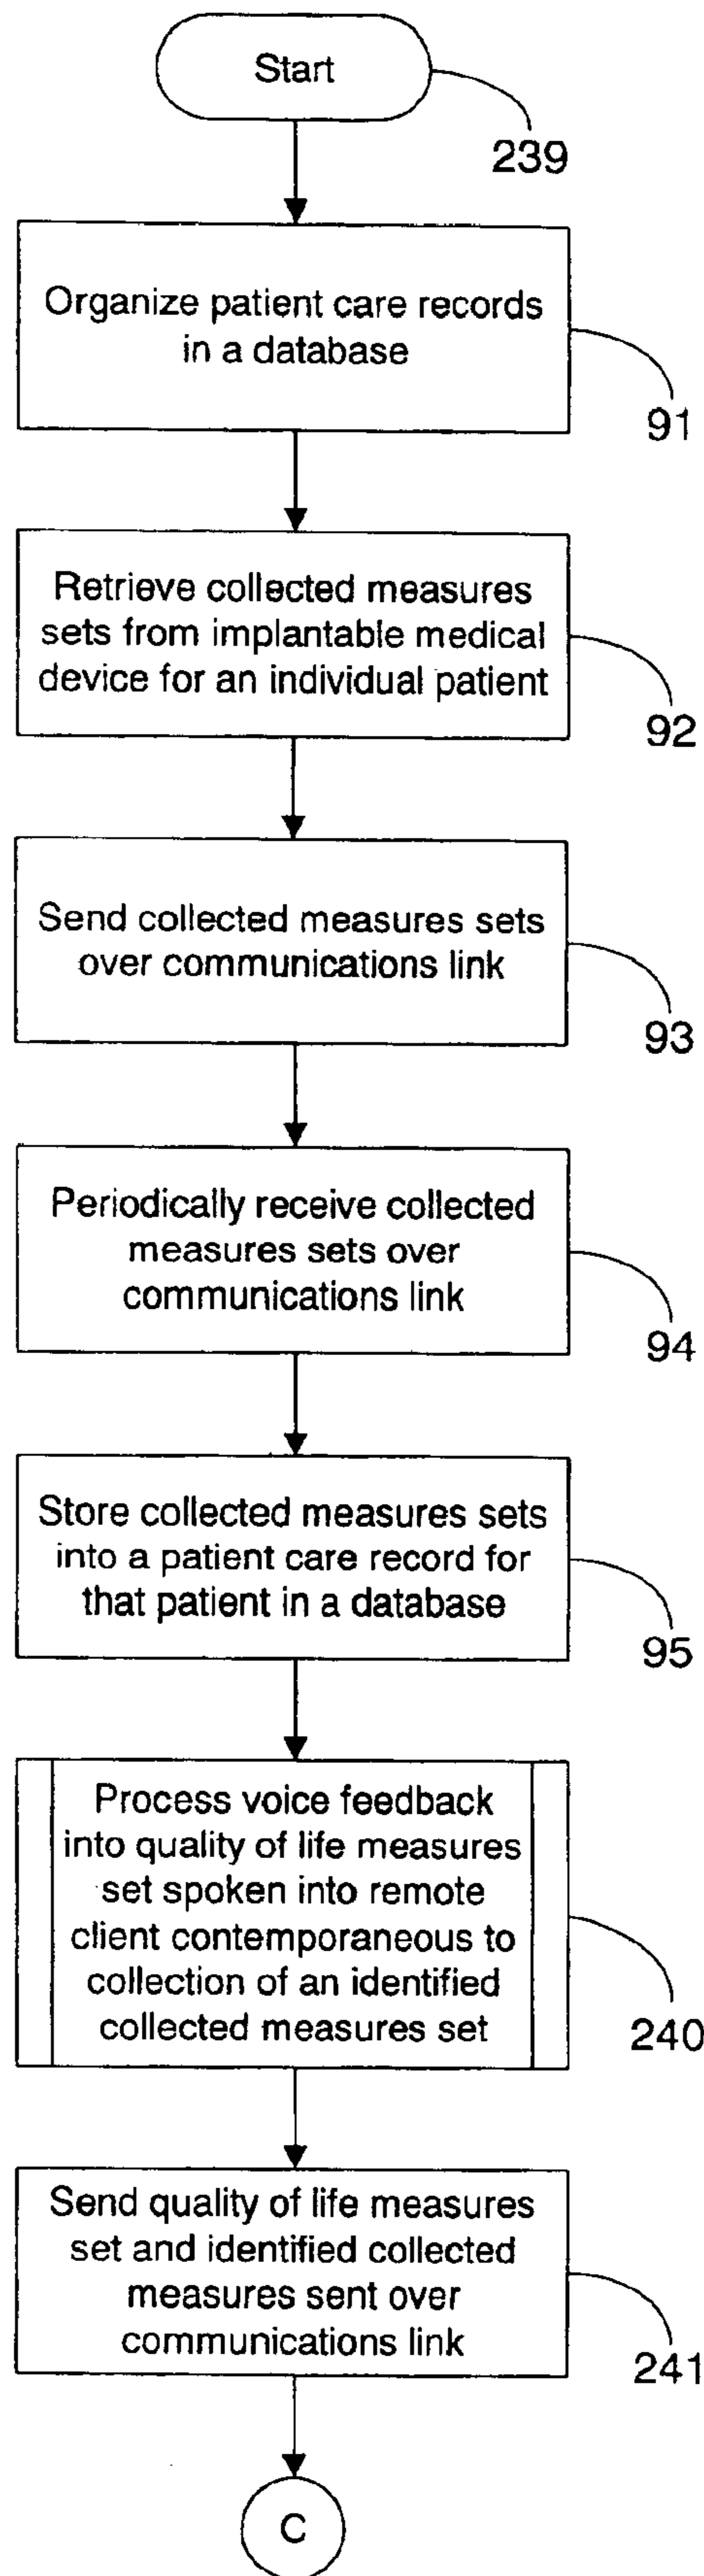 Start
239
Organize patient care records
in a database
91
Retrieve collected measures
sets from implantable medical
device for an individual patient
92
Send collected measures sets
over communications link
93
Periodically receive collected
measures sets over
communications link
94
Store collected measures sets
into a patient care record for
that patient in a database
95
Process voice feedback
into quality of life measures
set spoken into remote
client contemporaneous to
collection of an identified
collected measures set
240
Send quality of life measures
set and identified collected
measures sent over
communications link
241
C